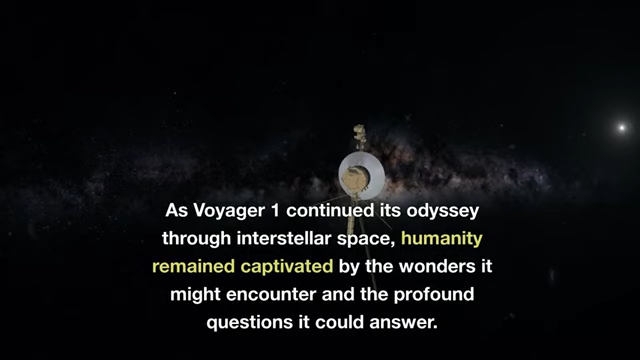 As Voyager 1 continued its odyssey
through interstellar space, humanity
remained captivated by the wonders it
might encounter and the profound
questions it could answer.